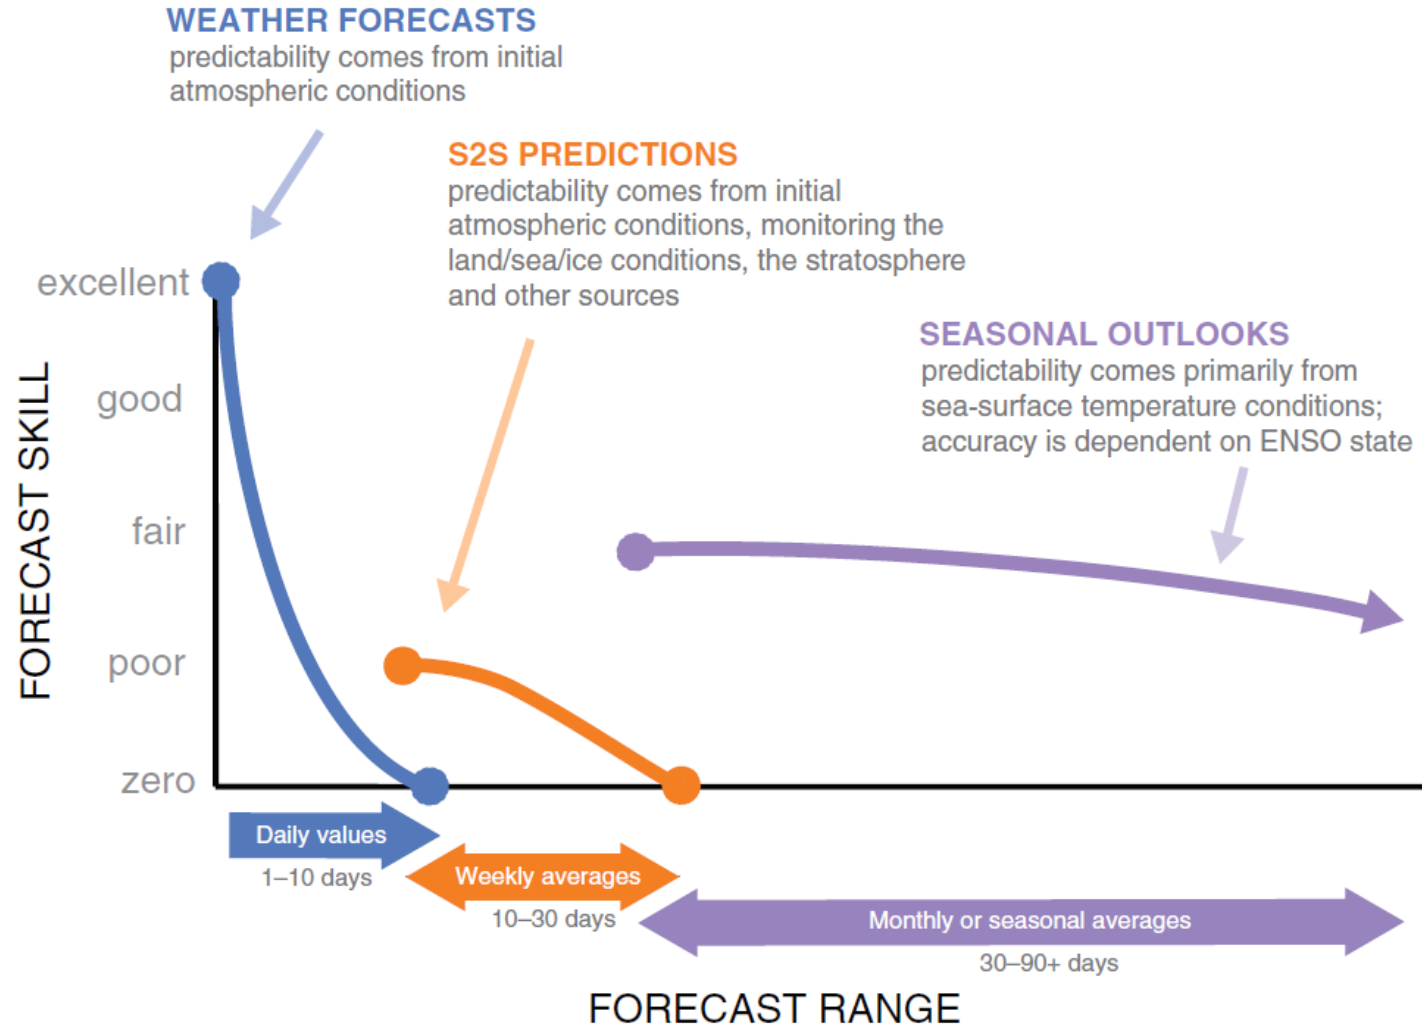 WEATHER FORECASTS
predictability comes from initial
atmospheric conditions
S2S PREDICTIONS
predictability comes from initial
atmospheric conditions, monitoring the
land/sea/ice conditions, the stratosphere
and other sources
SEASONAL OUTLOOKS
predictability comes primarily from
sea-surface temperature conditions;
accuracy is dependent on ENSO state
FORECAST SKILL
excellent
good
fair
poor
zero
Daily values
1–10 days
Weekly averages
10–30 days
Monthly or seasonal averages
30–90+ days
FORECAST RANGE